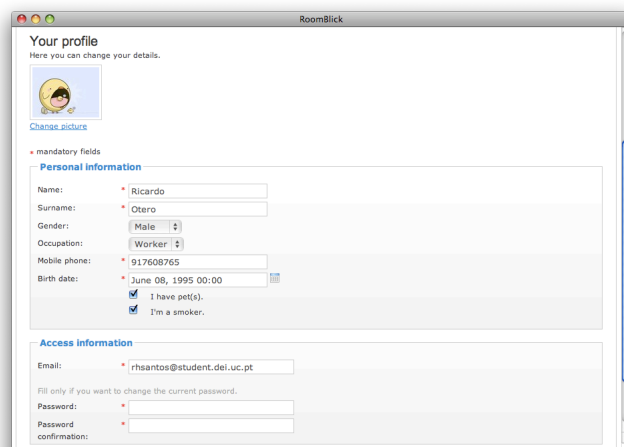 RoomBlick
Your profile
Here you can change your details.
Change picture
* mandatory fields
Personal information
Name: * Ricardo
Surname: * Otero
Gender: Male
Occupation: Worker
Mobile phone: * 917608765
Birth date: * June 08, 1995 00:00
I have pet(s).
I'm a smoker.
Access information
Email: * rhsantos@student.dei.uc.pt
Fill only if you want to change the current password.
Password: *
Password *
confirmation: